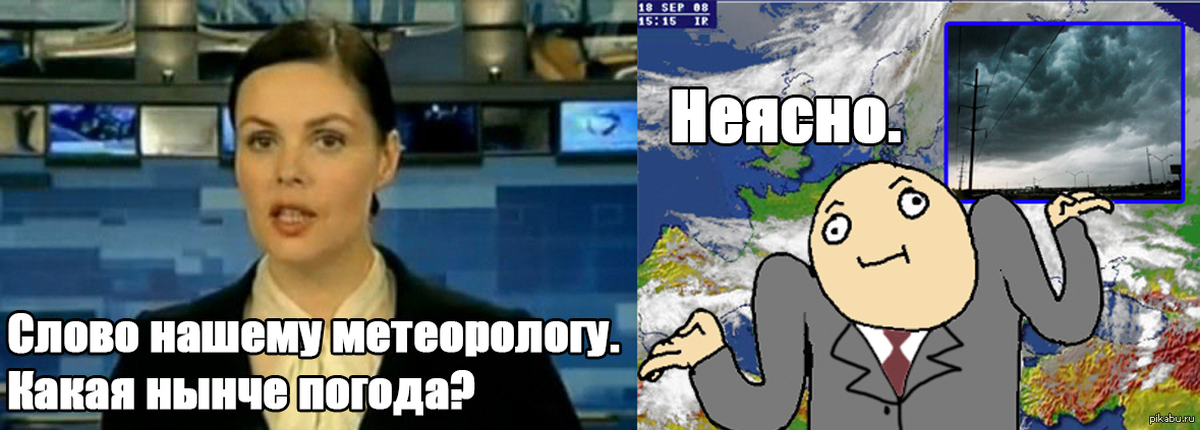 Слово нашему метеорологу.
Какая нынче погода?
18 SEP 08
15:15 IR
Неясно.
pikabu.ru